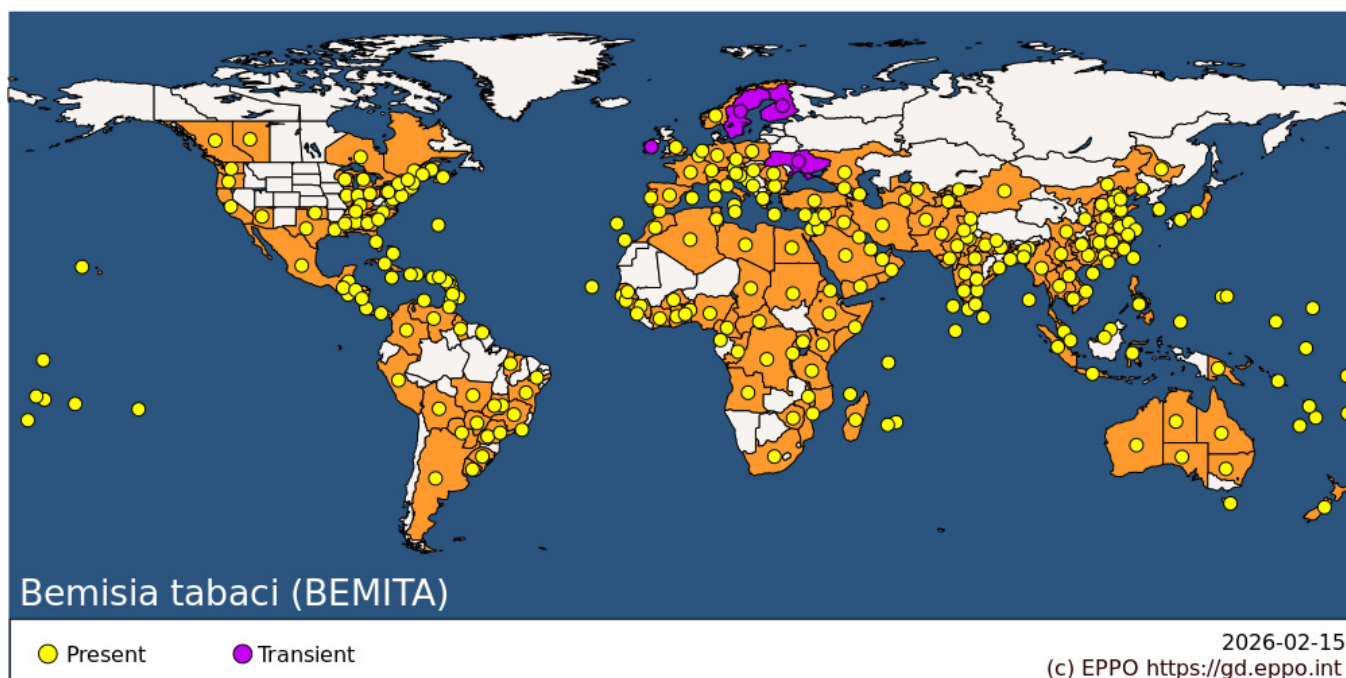 Bemisia tabaci (BEMITA)
Present
Transient
2026-02-15
(c) EPPO https://gd.eppo.int